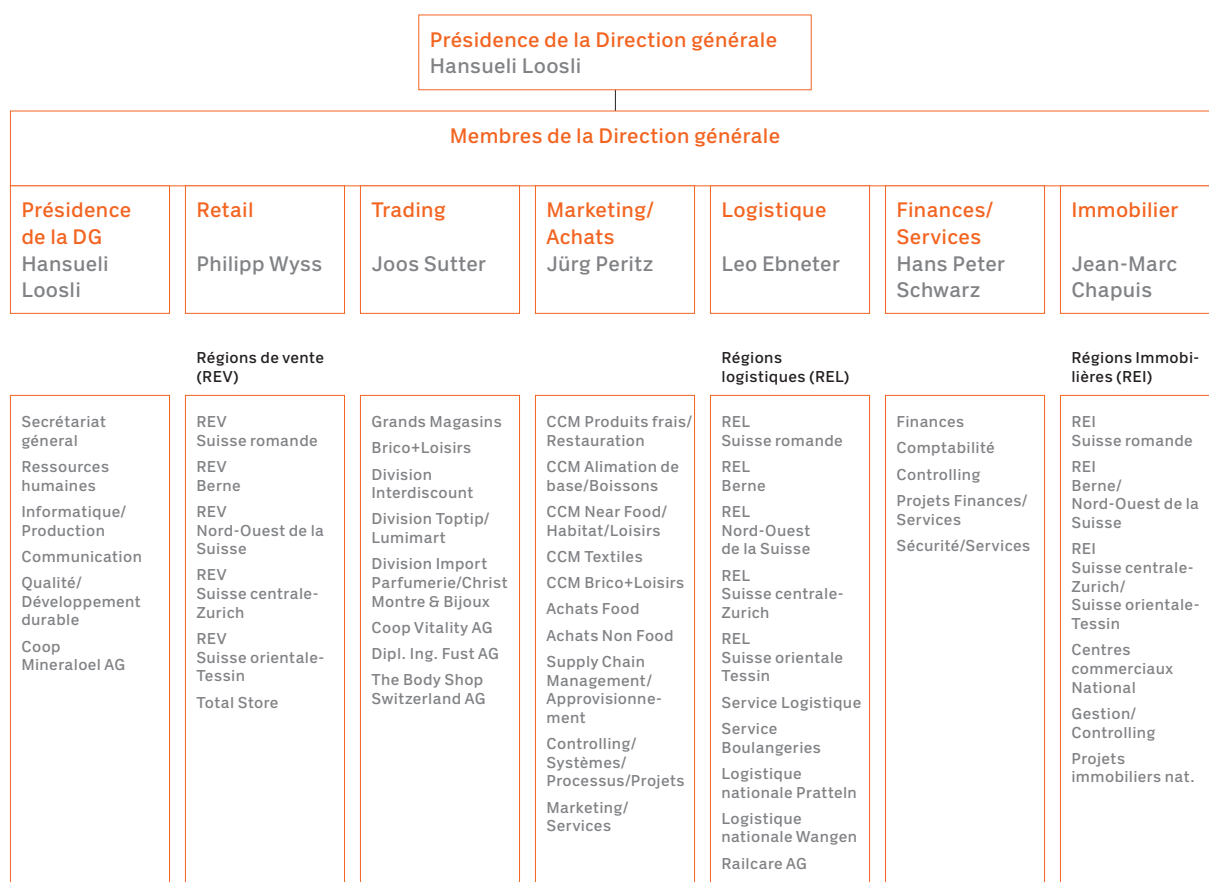 Présidence de la Direction générale
Hansueli Loosli
Membres de la Direction générale
Présidence
de la DG
Hansueli
Loosli
Retail
Philipp Wyss
Trading
Joos Sutter
Marketing/
Achats
Jürg Peritz
Logistique
Leo Ebneter
Finances/
Services
Hans Peter
Schwarz
Immobilier
Jean-Marc
Chapuis
Secrétariat
géneral
Ressources
humaines
Informatique/
Production
Communication
Qualité/
Développement
durable
Coop
Mineraloel AG
Régions de vente
(REV)
REV
Suisse romande
REV
Berne
REV
Nord-Ouest de la
Suisse
REV
Suisse centrale-
Zurich
REV
Suisse orientale-
Tessin
Total Store
Grands Magasins
Brico+Loisirs
Division
Interdiscount
Division Toptip/
Lumimart
Division Import
Parfumerie/Christ
Montre & Bijoux
Coop Vitality AG
Dipl. Ing. Fust AG
The Body Shop
Switzerland AG
CCM Produits frais/
Restauration
CCM Alimation de
base/Boissons
CCM Near Food/
Habitat/Loisirs
CCM Textiles
CCM Brico+Loisirs
Achats Food
Achats Non Food
Supply Chain
Management/
Approvisionne-
ment
Controlling/
Systèmes/
Processus/Projets
Marketing/
Services
Régions
logistiques (REL)
REL
Suisse romande
REL
Berne
REL
Nord-Ouest
de la Suisse
REL
Suisse centrale-
Zurich
REL
Suisse orientale
Tessin
Service Logistique
Service
Boulangeries
Logistique
nationale Pratteln
Logistique
nationale Wangen
Railcare AG
Finances
Comptabilité
Controlling
Projets Finances/
Services
Sécurité/Services
Régions Immobi-
lières (REI)
REI
Suisse romande
REI
Berne/
Nord-Ouest de la
Suisse
REI
Suisse centrale-
Zurich/
Suisse orientale-
Tessin
Centres
commerciaux
National
Gestion/
Controlling
Projets
immobiliers nat.